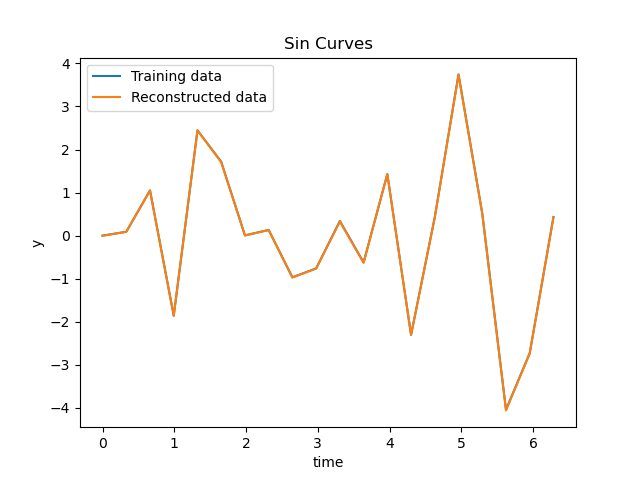 Sin Curves
Training data
Reconstructed data
4
3
2
1
0
−1
−2
−3
−4
y
0 1 2 3 4 5 6
time